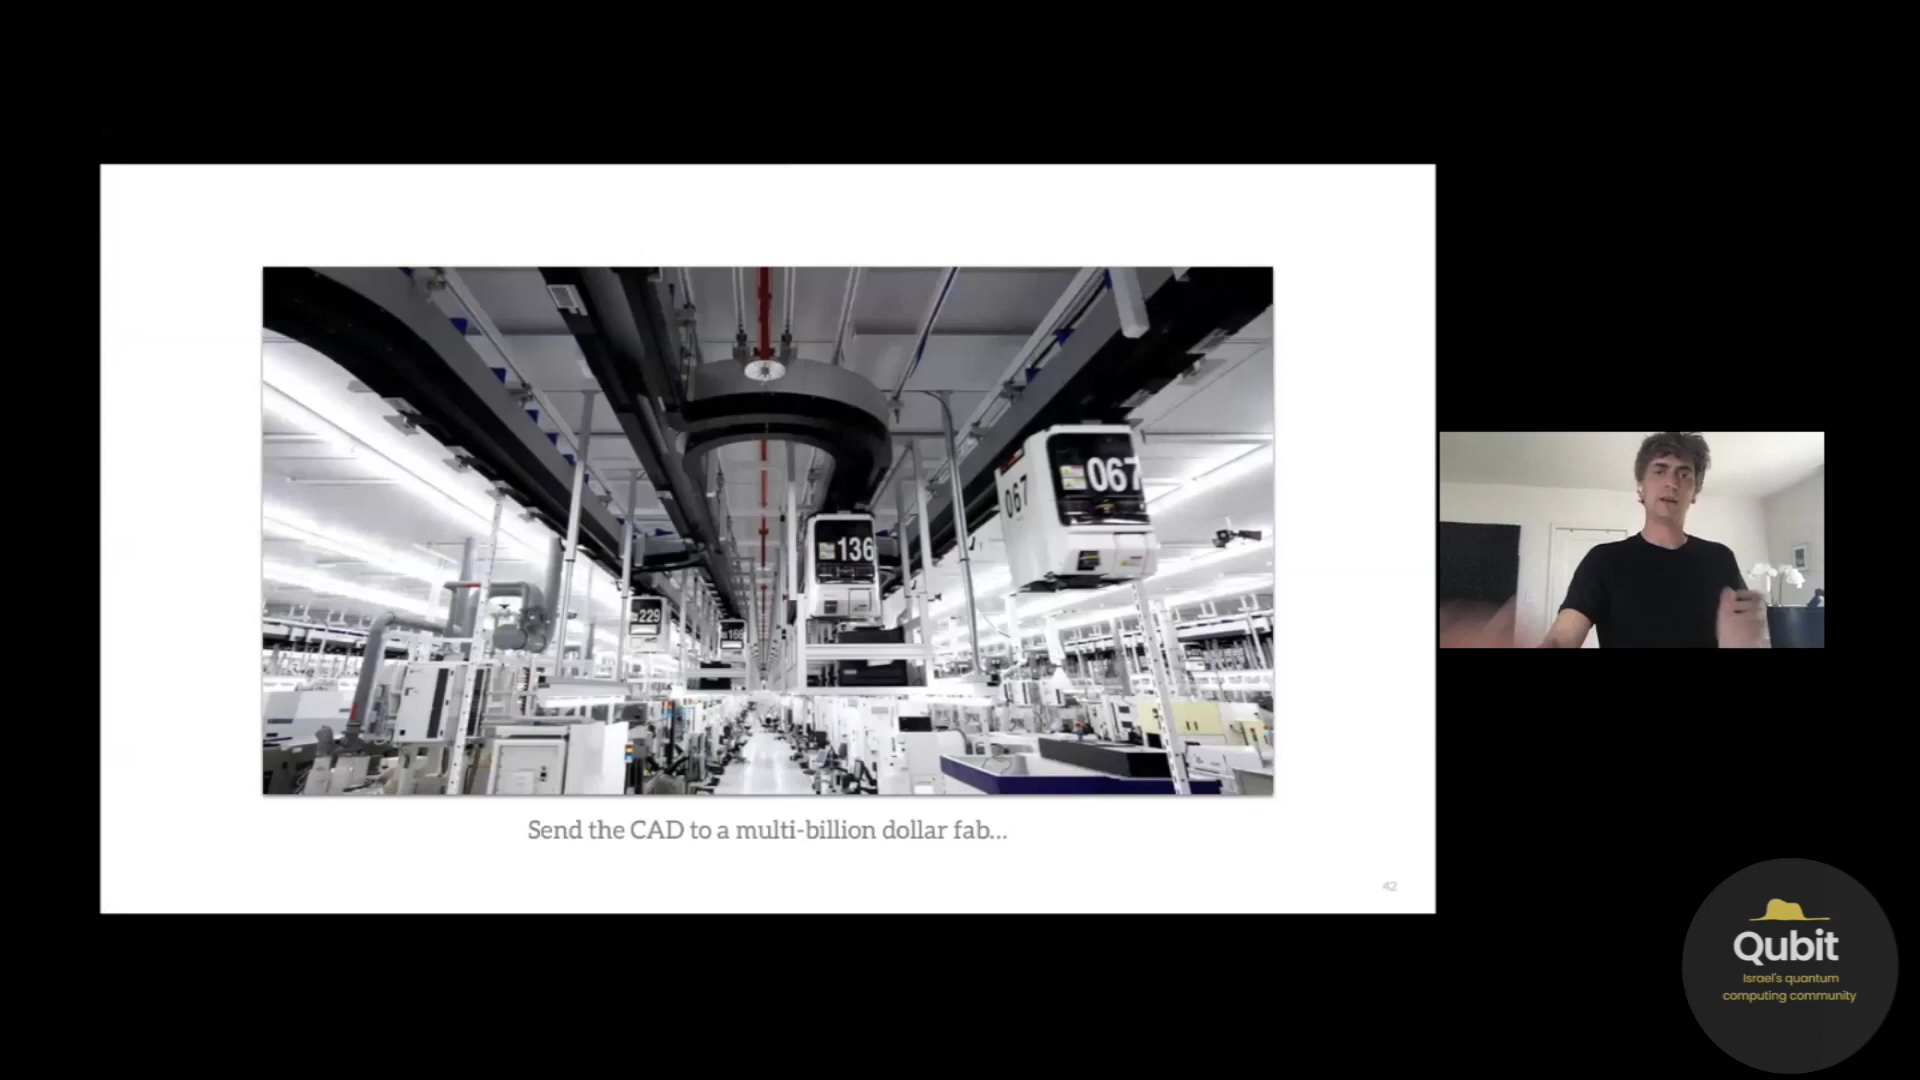 067
067
136
229
166
Send the CAD to a multi-billion dollar fab...
42
Qubit
Israel's quantum
computing community